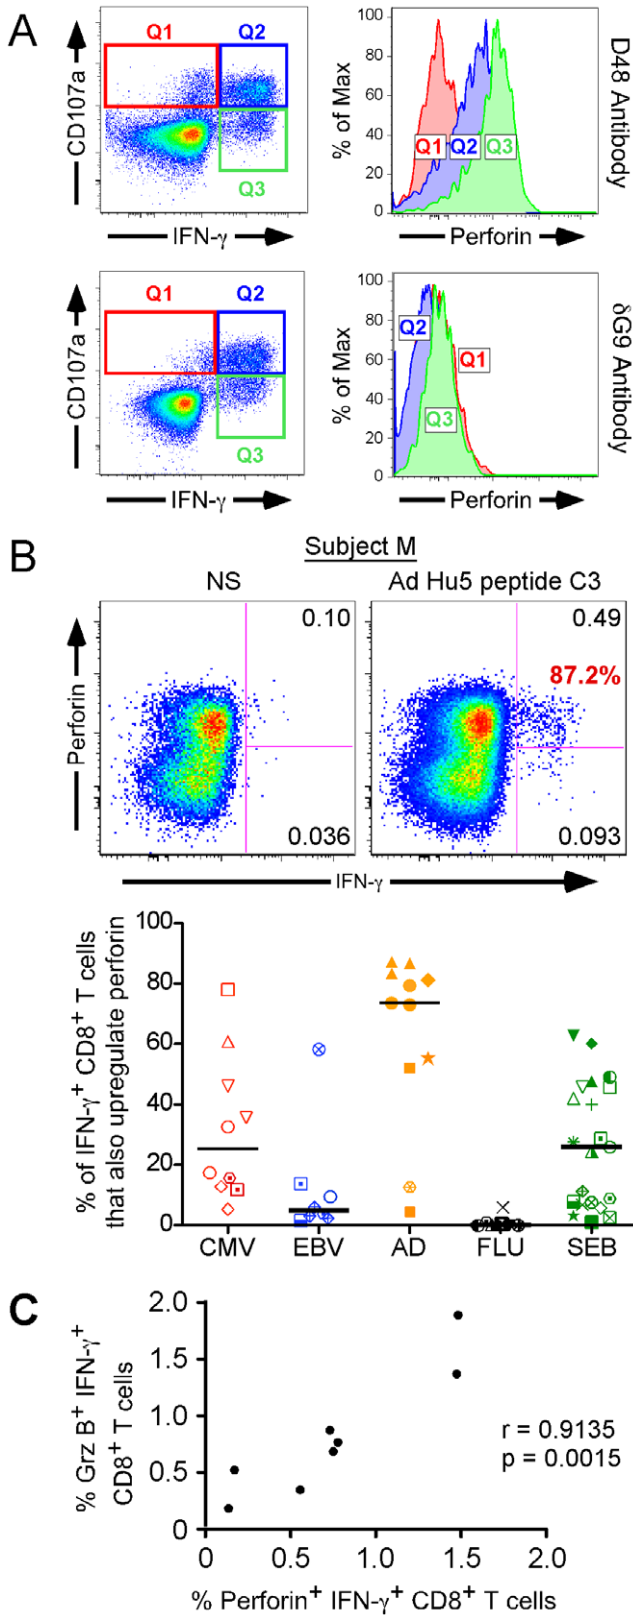 A
Q1
Q2
Q3
CD107a
IFN-γ
% of Max
100
80
60
40
20
0
Q1
Q2
Q3
Perforin
D48 Antibody
Q1
Q2
Q3
CD107a
IFN-γ
% of Max
100
80
60
40
20
0
Q2
Q1
Q3
Perforin
δG9 Antibody
B
Subject M
NS
Ad Hu5 peptide C3
Perforin
0.10
0.036
0.49
87.2%
0.093
IFN-γ
% of IFN-γ+ CD8+ T cells
that also upregulate perforin
100
80
60
40
20
0
CMV
EBV
AD
FLU
SEB
C
% Grz B+ IFN-γ+
CD8+ T cells
2.0
1.5
1.0
0.5
0
r = 0.9135
p = 0.0015
0
0.5
1.0
1.5
2.0
% Perforin+ IFN-γ+ CD8+ T cells